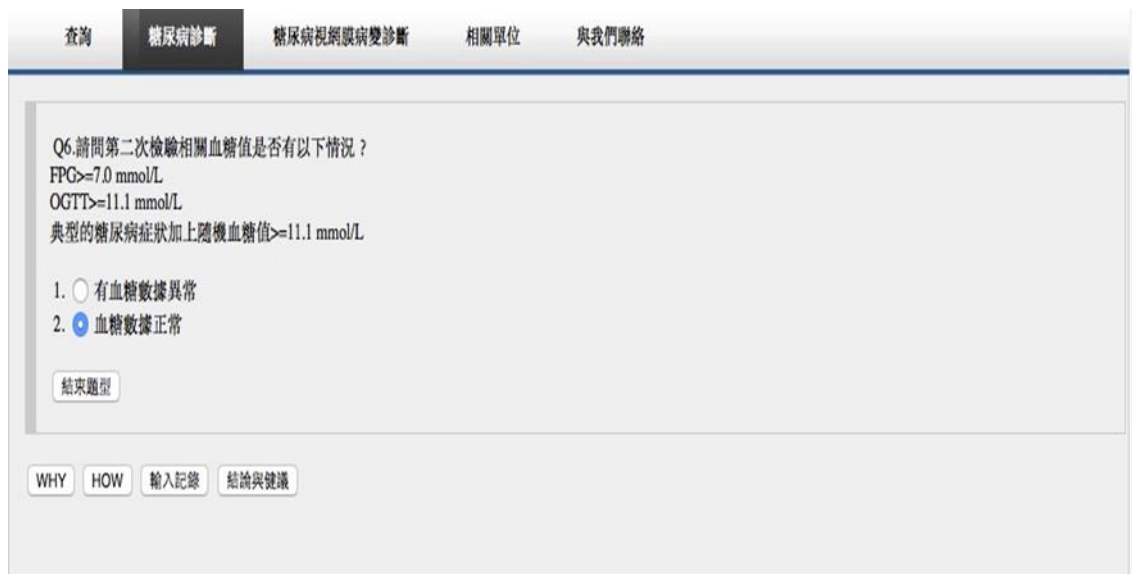 查詢 糖尿病診斷 糖尿病視網膜病變診斷 相關單位 與我們聯絡
Q6.請問第二次檢驗相關血糖值是否有以下情況？
FPG>=7.0 mmol/L
OGTT>=11.1 mmol/L
典型的糖尿病症狀加上隨機血糖值>=11.1 mmol/L
1. 有血糖數據異常
2. 血糖數據正常
結束題型
WHY HOW 輸入記錄 結論與健議